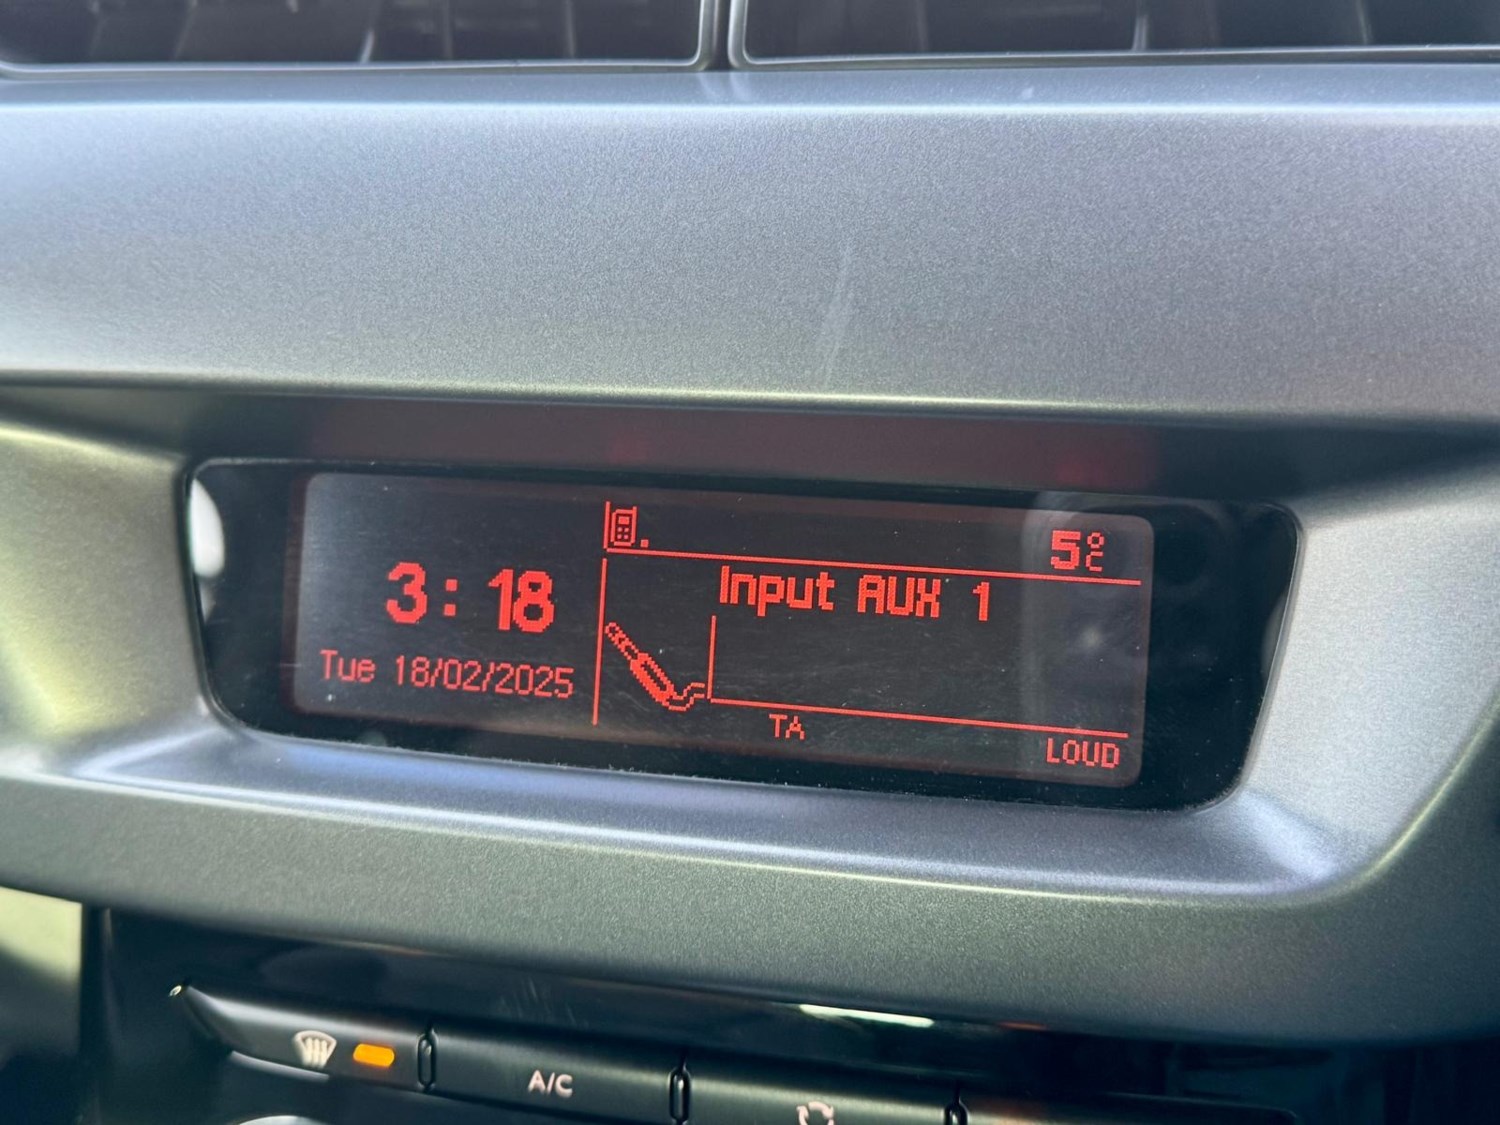 5°C
3:18
Input AUX 1
Tue 18/02/2025
TA
LOUD
A/C